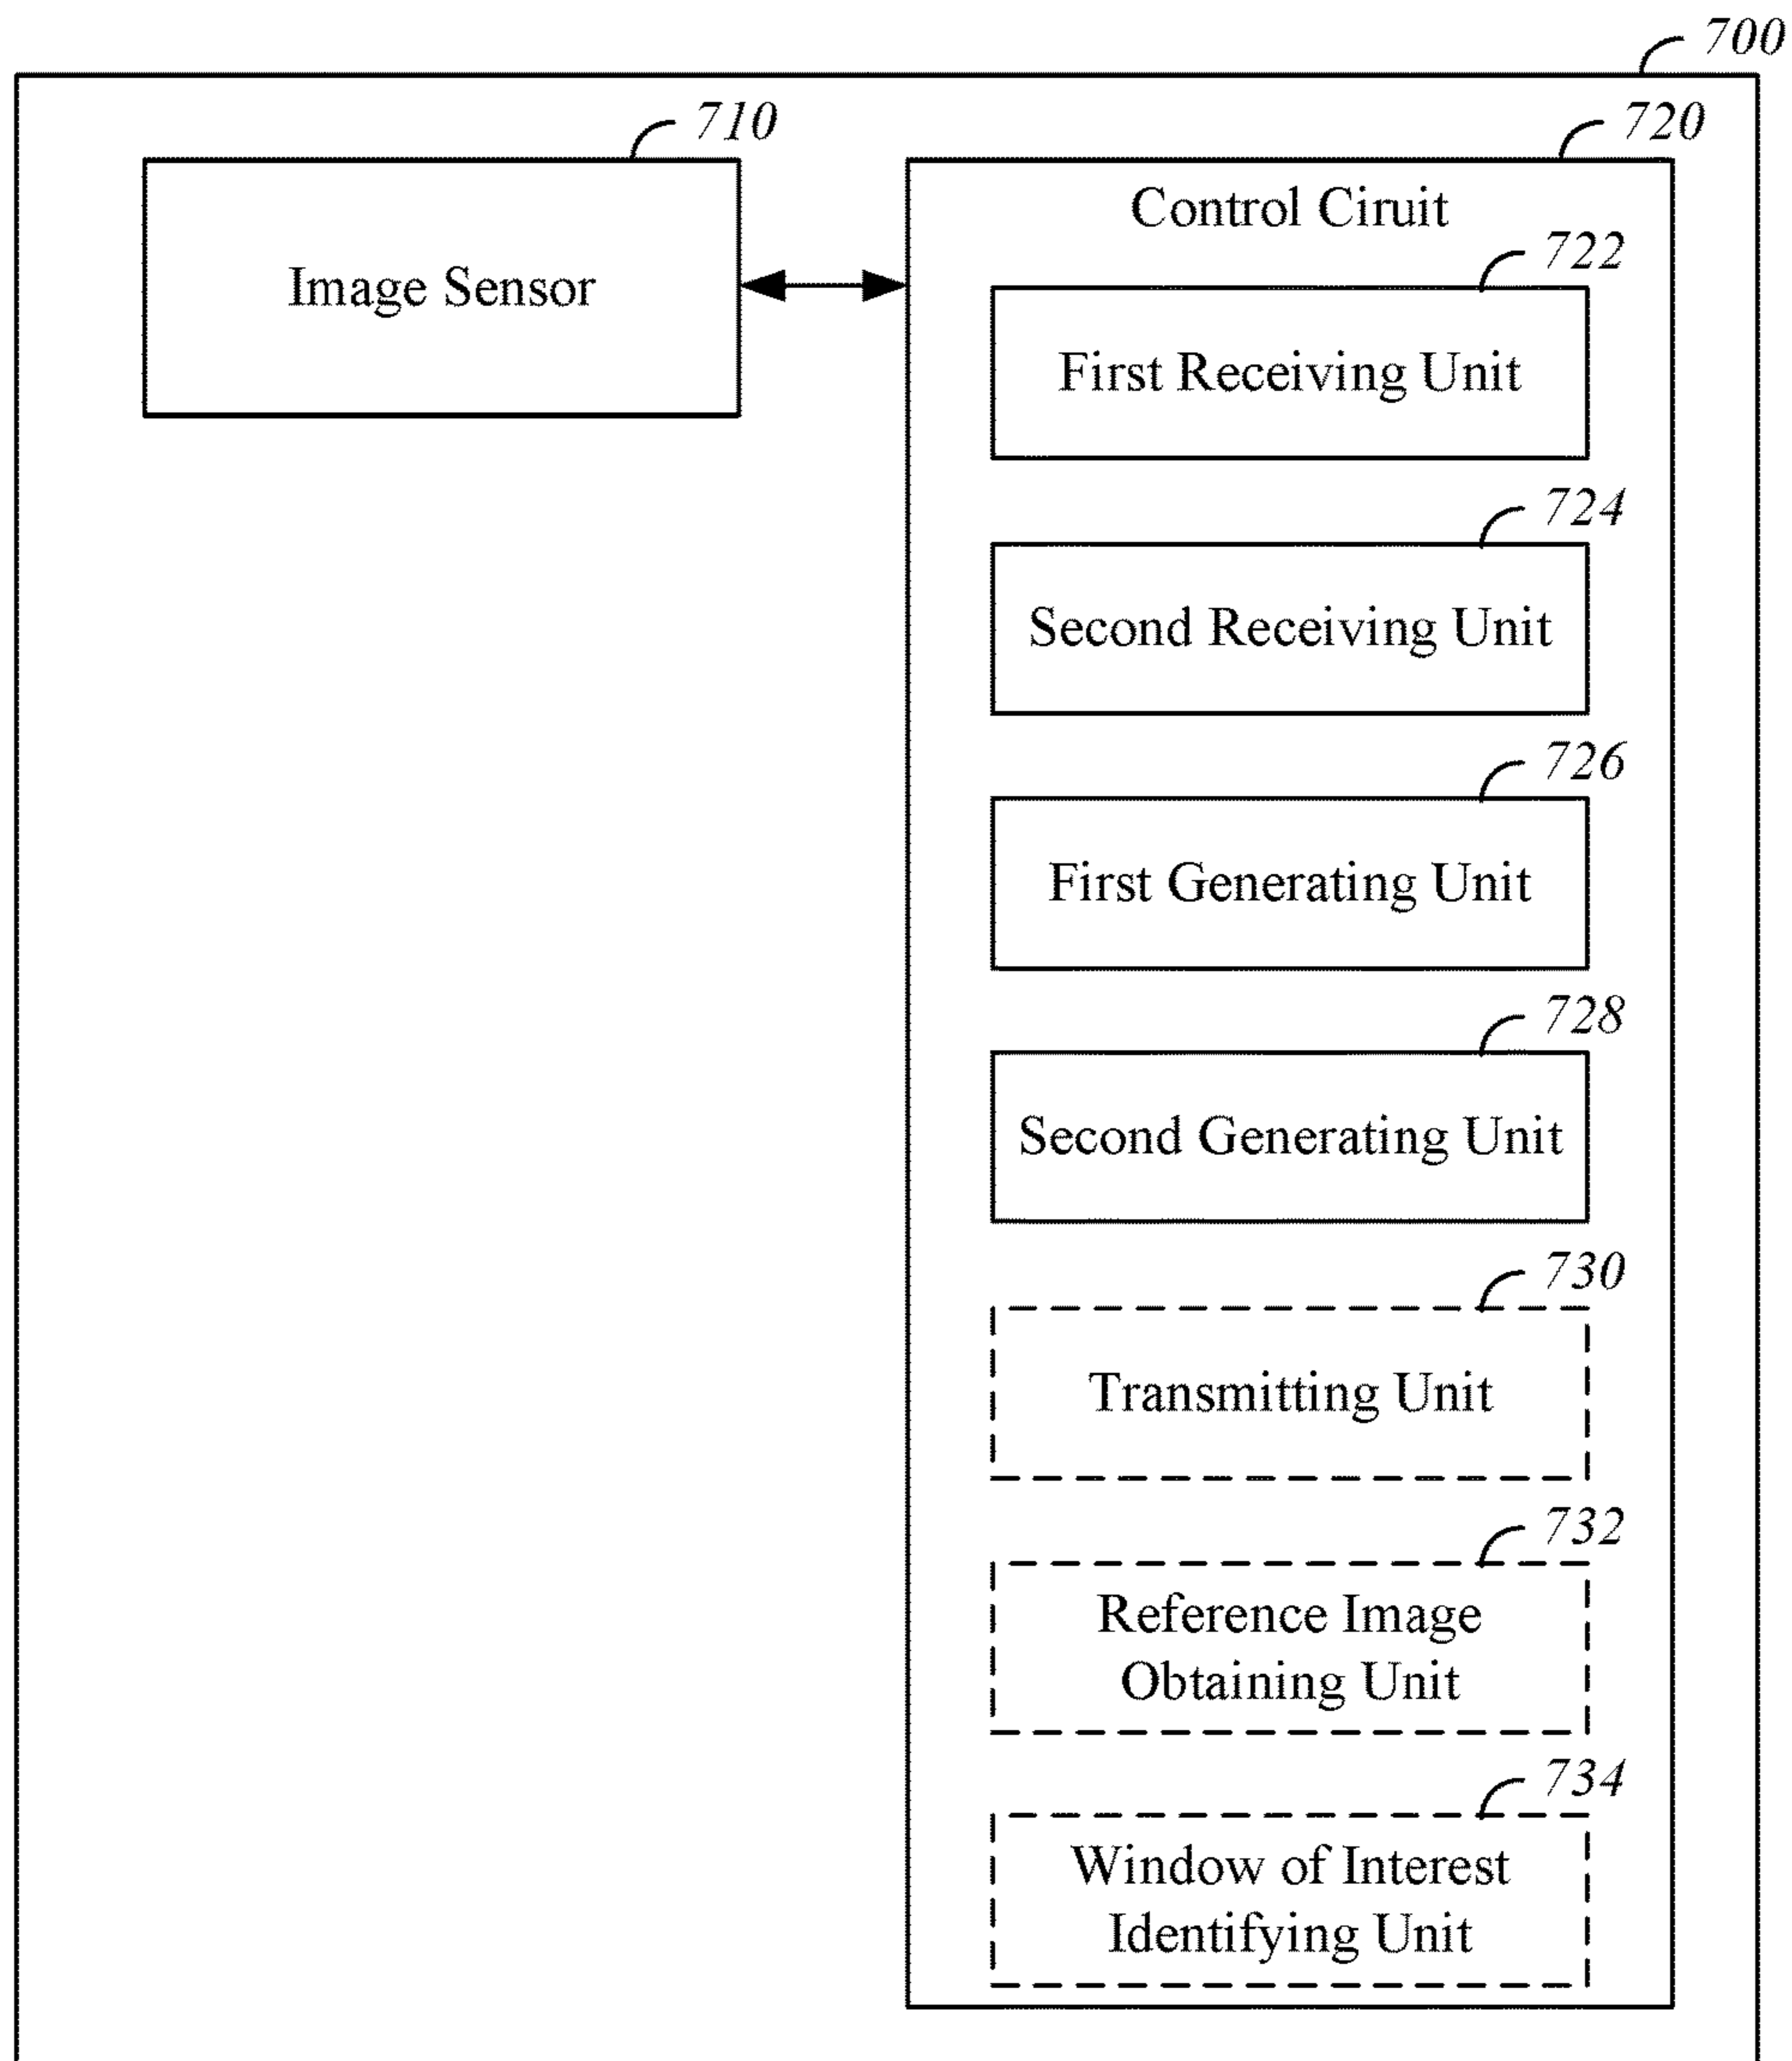 700
710
720
Image Sensor
Control Ciruit
722
First Receiving Unit
724
Second Receiving Unit
726
First Generating Unit
728
Second Generating Unit
730
Transmitting Unit
732
Reference Image
Obtaining Unit
734
Window of Interest
Identifying Unit